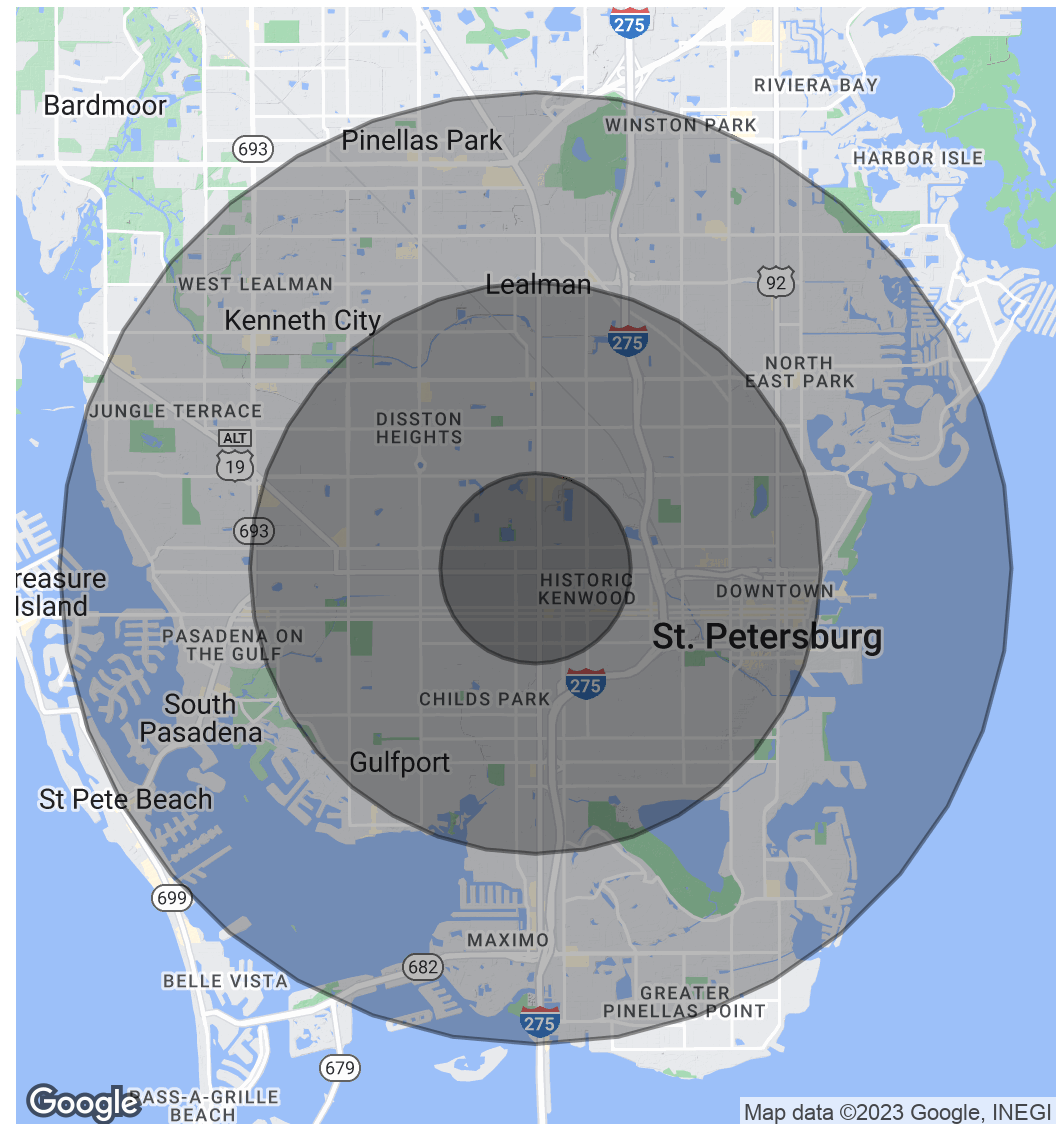 275
RIVIERA BAY
Bardmoor
WINSTON PARK
Pinellas Park
693
HARBOR ISLE
WEST LEALMAN
Lealman
92
Kenneth City
275
NORTH
EAST PARK
JUNGLE TERRACE
DISSTON
HEIGHTS
ALT
19
693
reasure
Island
HISTORIC
KENWOOD
DOWNTOWN
PASADENA ON
THE GULF
St. Petersburg
275
CHILDS PARK
South
Pasadena
Gulfport
St Pete Beach
699
MAXIMO
682
BELLE VISTA
GREATER
PINELLAS POINT
275
679
Google
PASS-A-GRILLE
BEACH
Map data ©2023 Google, INEGI